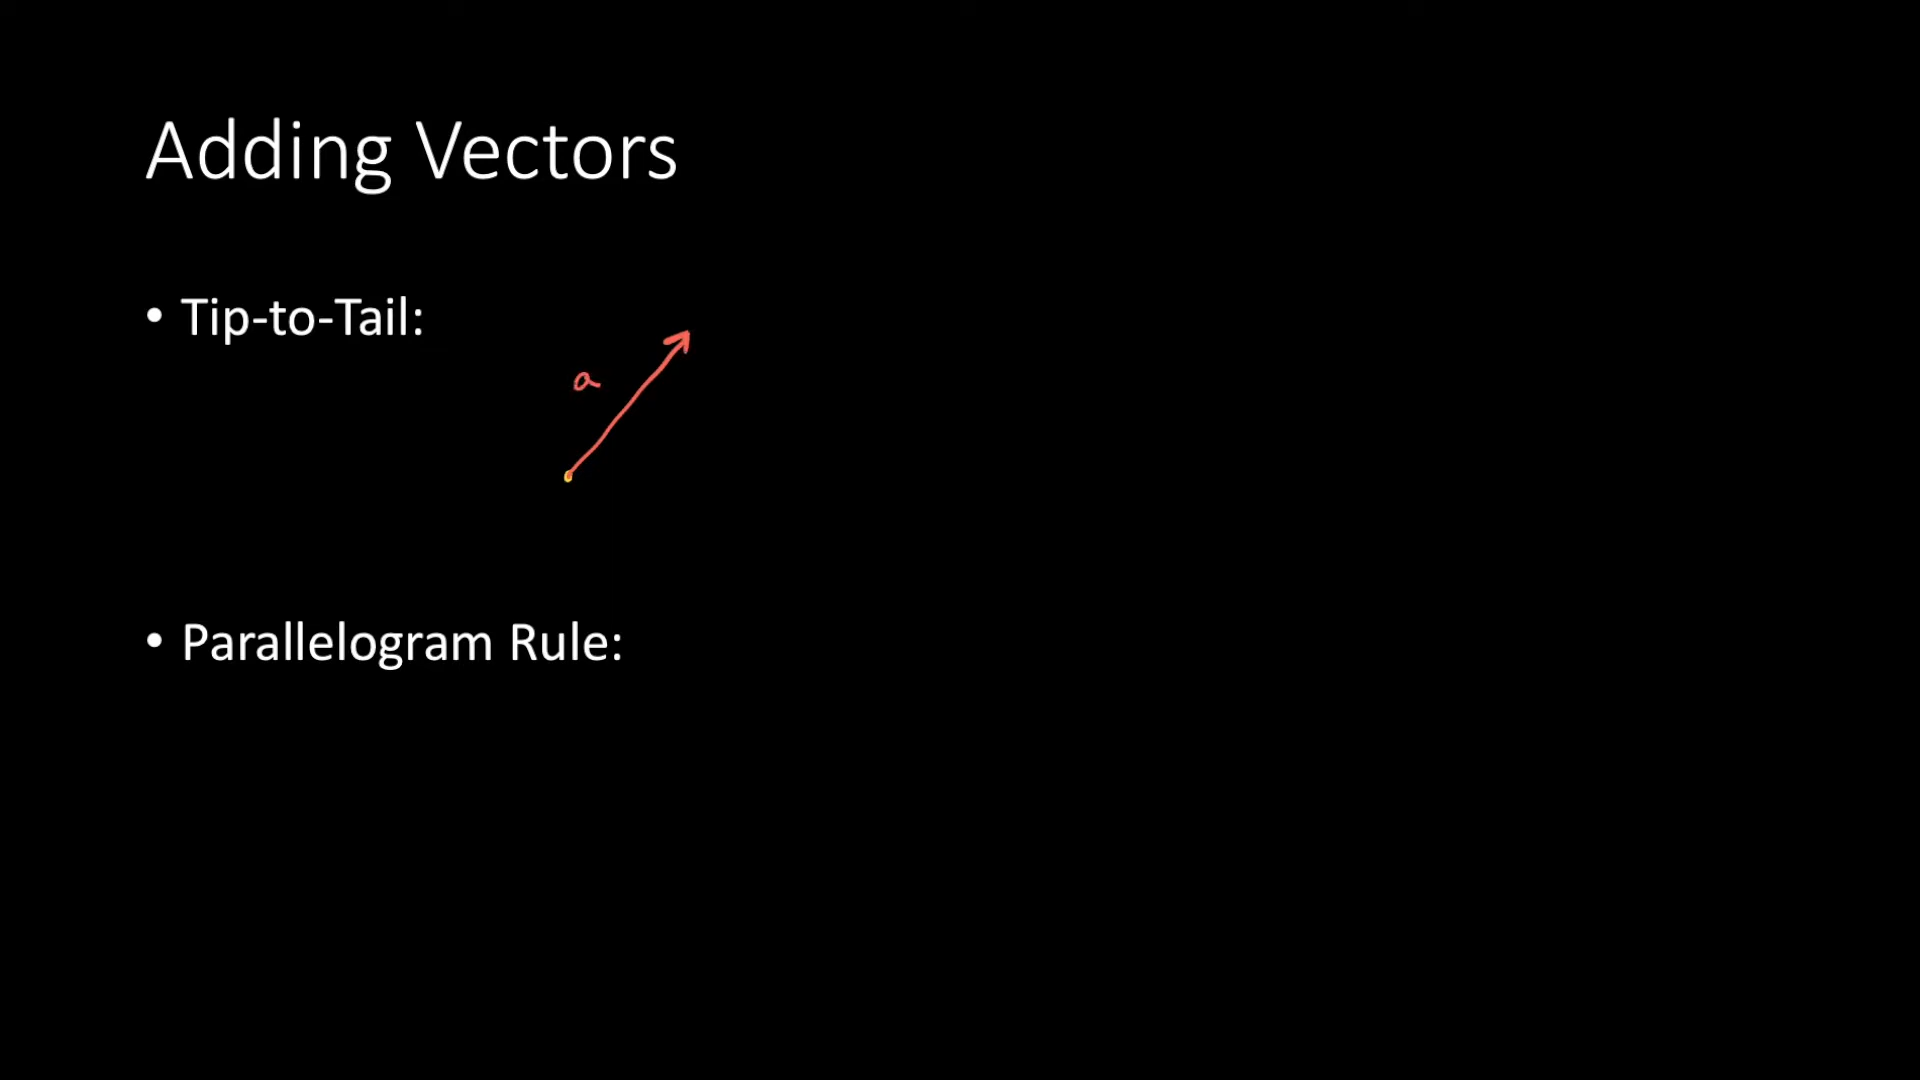 Adding Vectors
• Tip-to-Tail:
a
• Parallelogram Rule: